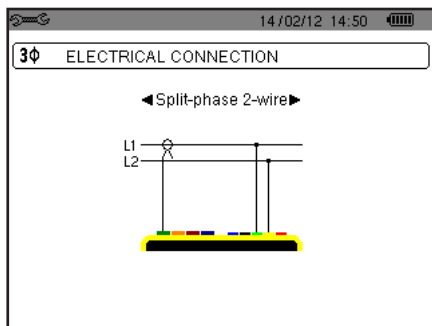 14/02/12 14:50
3ϕ ELECTRICAL CONNECTION
◄Split-phase 2-wire►
L1
L2